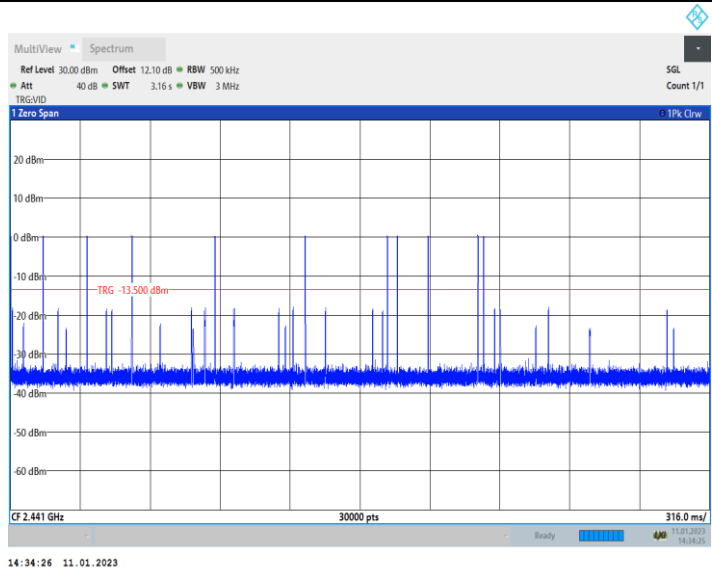 MultiView Spectrum
Ref Level 30.00 dBm Offset 12.10 dB RBW 500 kHz SGL
Att 40 dB SWT 3.16 s VBW 3 MHz Count 1/1
TRG:VID
1 Zero Span 1Pk Clrw
20 dBm
10 dBm
0 dBm
-10 dBm
TRG -13.500 dBm
-20 dBm
-30 dBm
-40 dBm
-50 dBm
-60 dBm
CF 2.441 GHz 30000 pts 316.0 ms/
Ready 11.01.2023
14:34:25
14:34:26 11.01.2023